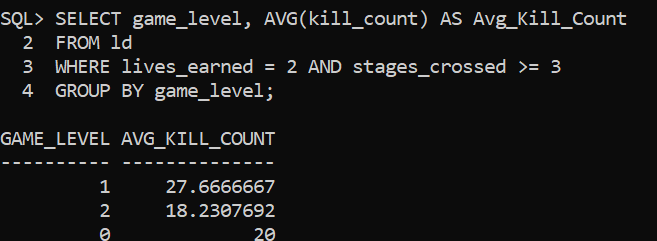 SQL> SELECT game_level, AVG(kill_count) AS Avg_Kill_Count
  2  FROM ld
  3  WHERE lives_earned = 2 AND stages_crossed >= 3
  4  GROUP BY game_level;

GAME_LEVEL AVG_KILL_COUNT
---------- --------------
         1     27.6666667
         2     18.2307692
         0             20